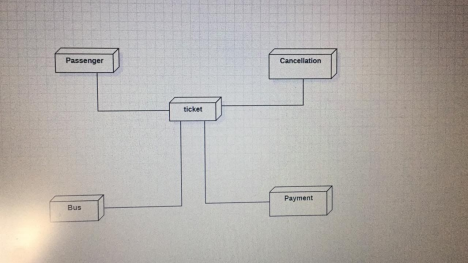 Passenger
Cancellation
ticket
Bus
Payment